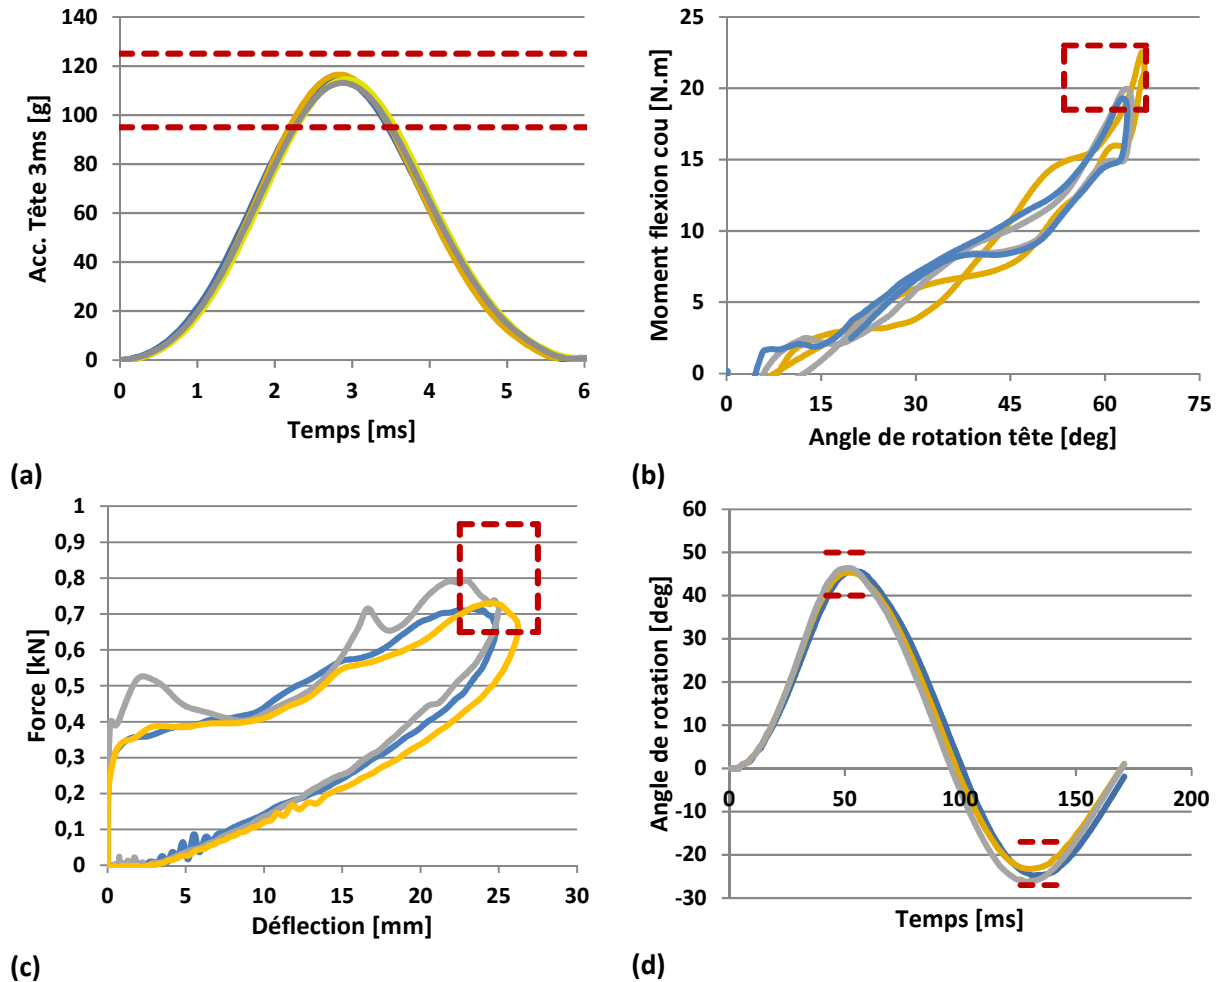 140
120
100
80
60
40
20
0
Acc. Tête 3ms [g]
0 1 2 3 4 5 6
Temps [ms]
(a)
25
20
15
10
5
0
Moment flexion cou [N.m]
0 15 30 45 60 75
Angle de rotation tête [deg]
(b)
1
0,9
0,8
0,7
0,6
0,5
0,4
0,3
0,2
0,1
0
Force [kN]
0 5 10 15 20 25 30
Déflection [mm]
(c)
60
50
40
30
20
10
0
-10
-20
-30
Angle de rotation [deg]
0 50 100 150 200
Temps [ms]
(d)